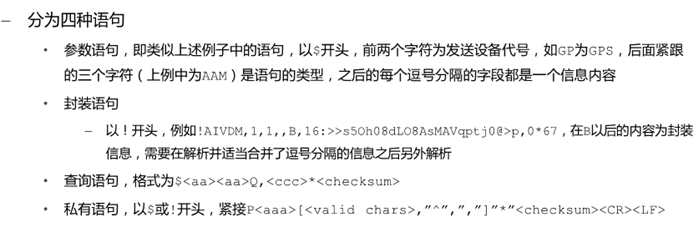 – 分为四种语句
• 参数语句，即类似上述例子中的语句，以$开头，前两个字符为发送设备代号，如GP为GPS，后面紧跟
的三个字符（上例中为AAM）是语句的类型，之后的每个逗号分隔的字段都是一个信息内容
• 封装语句
– 以！开头，例如!AIVDM,1,1,,B,16:>>s5Oh08dLO8AsMAVqptj0@>p,0*67，在B以后的内容为封装
信息，需要在解析并适当合并了逗号分隔的信息之后另外解析
• 查询语句，格式为$<aa><aa>Q,<ccc>*<checksum>
• 私有语句，以$或!开头，紧接P<aaa>[<valid chars>,”^”,”,”]”*”<checksum><CR><LF>